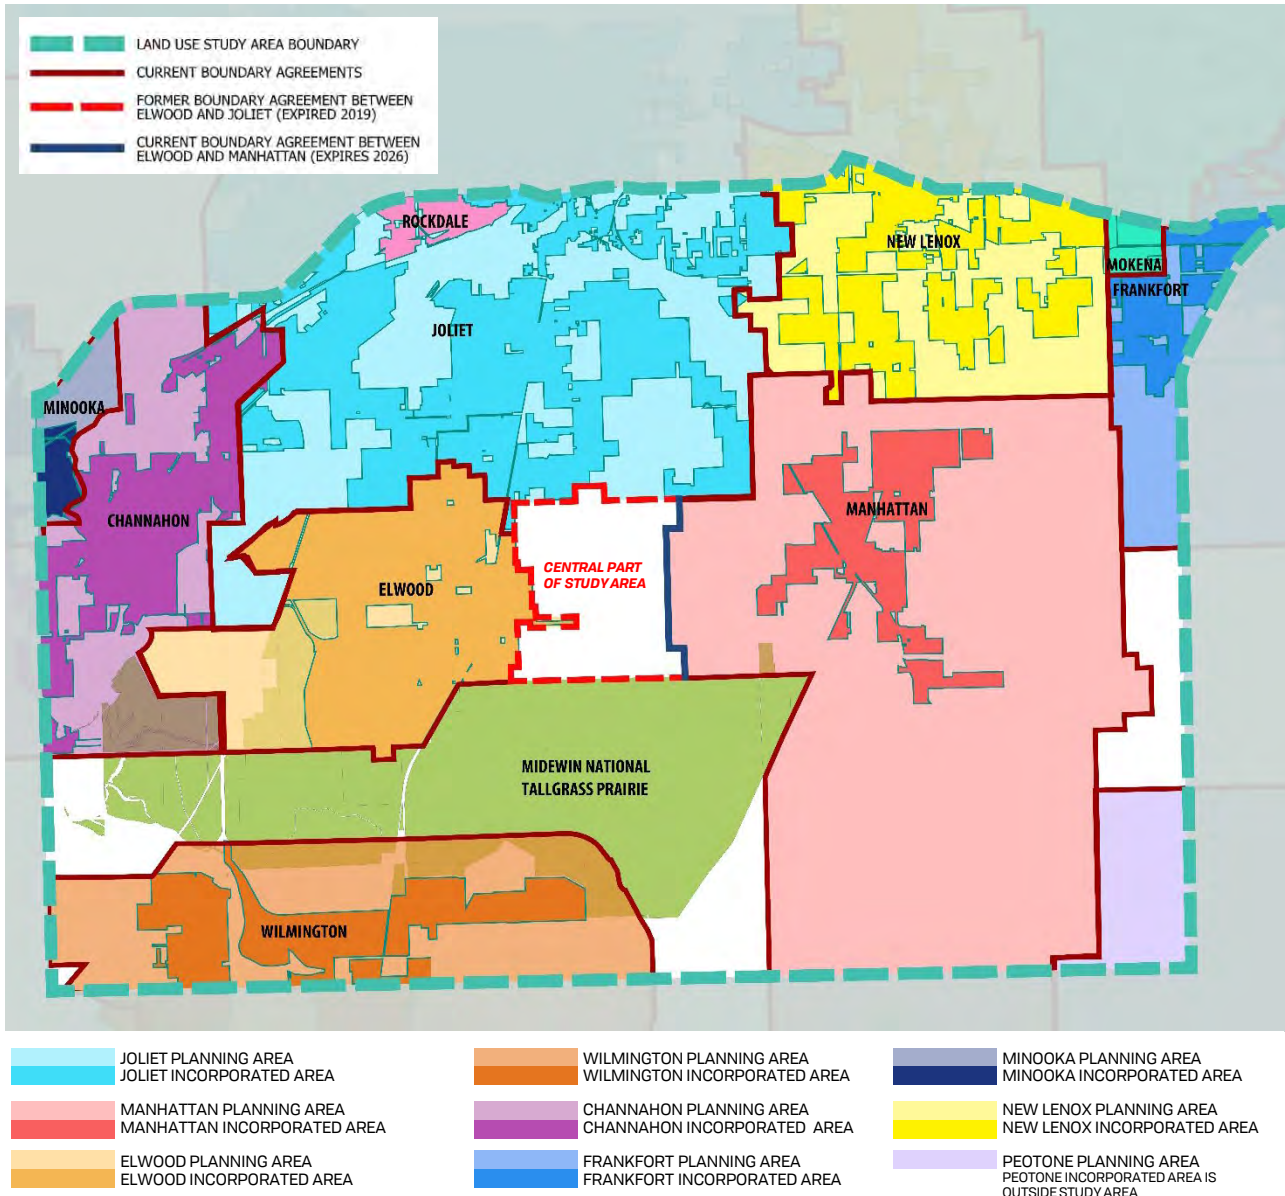 LAND USE STUDY AREA BOUNDARY
CURRENT BOUNDARY AGREEMENTS
FORMER BOUNDARY AGREEMENT BETWEEN
ELWOOD AND JOLIET (EXPIRED 2019)
CURRENT BOUNDARY AGREEMENT BETWEEN
ELWOOD AND MANHATTAN (EXPIRES 2026)
ROCKDALE
NEW LENOX
MOKENA
FRANKFORT
JOLIET
MINOOKA
CHANNAHON
MANHATTAN
CENTRAL PART
OF STUDY AREA
ELWOOD
MIDEWIN NATIONAL
TALLGRASS PRAIRIE
WILMINGTON
JOLIET PLANNING AREA
JOLIET INCORPORATED AREA
MANHATTAN PLANNING AREA
MANHATTAN INCORPORATED AREA
ELWOOD PLANNING AREA
ELWOOD INCORPORATED AREA
WILMINGTON PLANNING AREA
WILMINGTON INCORPORATED AREA
CHANNAHON PLANNING AREA
CHANNAHON INCORPORATED AREA
FRANKFORT PLANNING AREA
FRANKFORT INCORPORATED AREA
MINOOKA PLANNING AREA
MINOOKA INCORPORATED AREA
NEW LENOX PLANNING AREA
NEW LENOX INCORPORATED AREA
PEOTONE PLANNING AREA
PEOTONE INCORPORATED AREA IS
OUTSIDE STUDY AREA